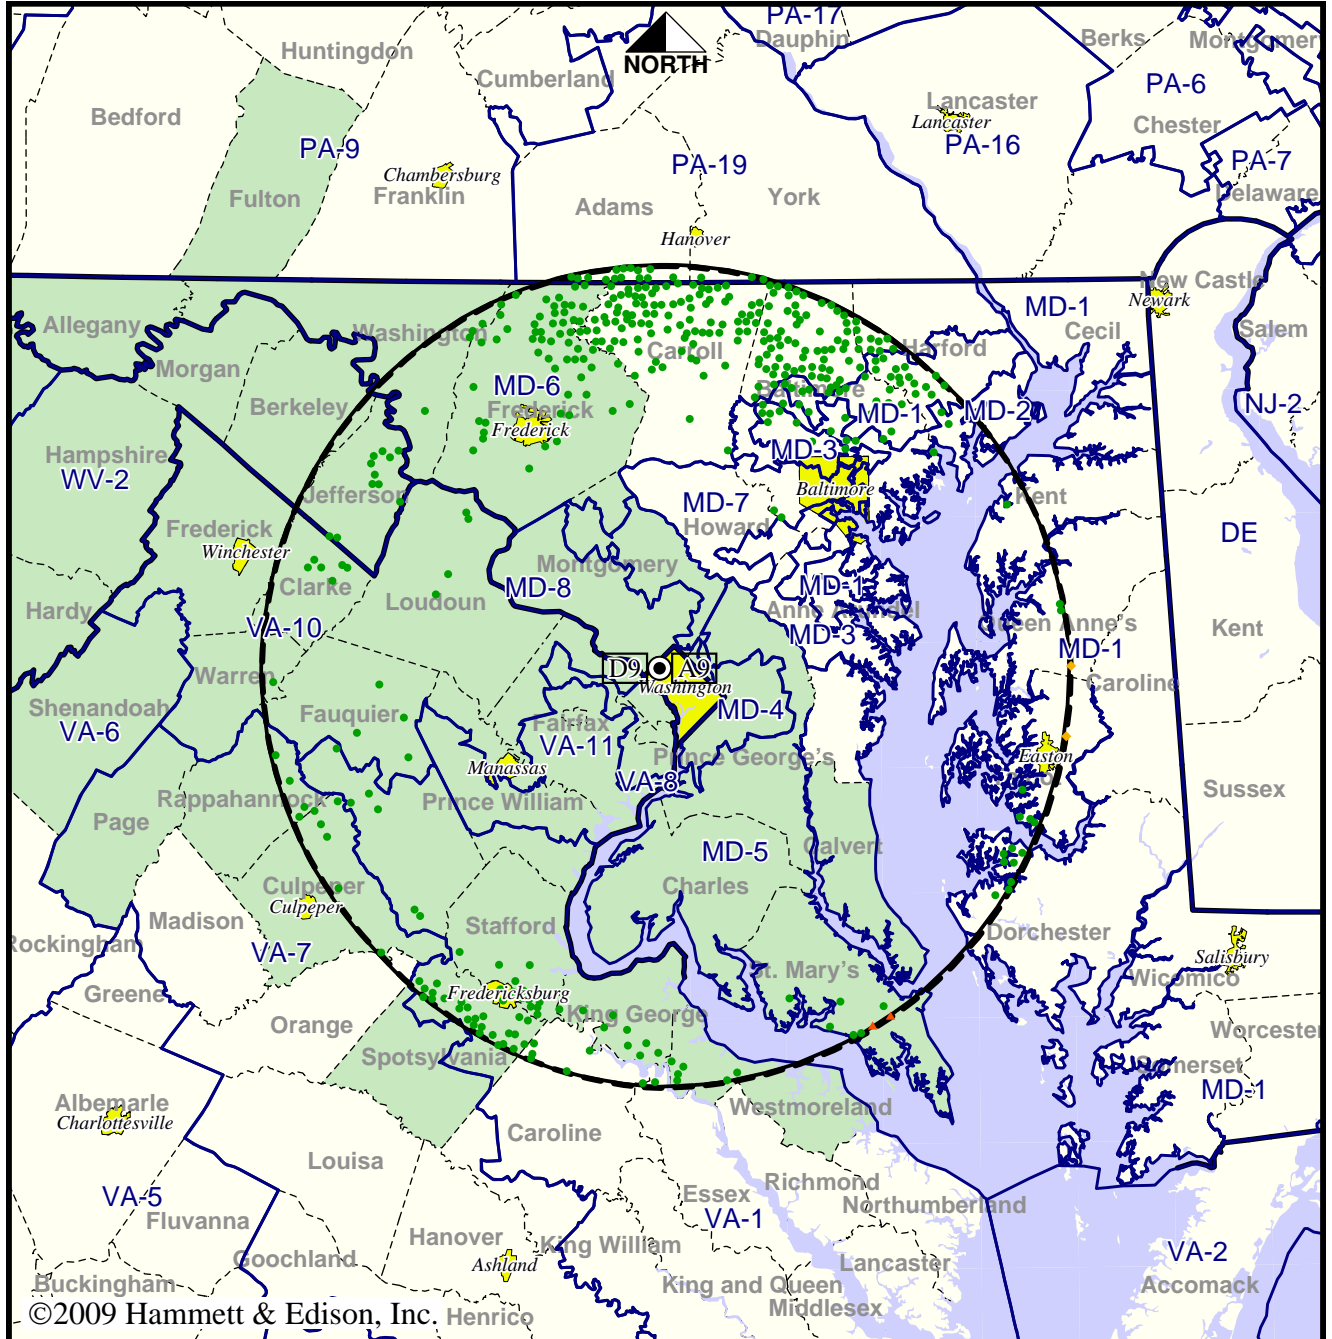 PA-17
Dauphin
Berks
Montgomer
Huntingdon
Cumberland
NORTH
PA-6
Bedford
Lancaster
Lancaster
PA-16
Chester
PA-9
PA-19
PA-7
Chambersburg
Franklin
Fulton
Adams
York
Delaware
Hanover
New Castle
Newark
MD-1
Cecil
Salem
Allegany
Washington
Morgan
Carroll
Harford
Berkeley
MD-6
Frederick
Frederick
Baltimore
MD-1
MD-2
NJ-2
Hampshire
WV-2
MD-3
Baltimore
Jefferson
MD-7
Howard
Kent
Frederick
Winchester
DE
Montgomery
Clarke
MD-8
Loudoun
MD-1
Hardy
Anne Arundel
VA-10
MD-3
Queen Anne's
MD-1
Kent
D9
A9
Washington
Warren
Caroline
Shenandoah
VA-6
Fauquier
Fairfax
VA-11
MD-4
Prince George's
Easton
Manassas
VA-8
Sussex
Rappahannock
Prince William
Page
MD-5
Calvert
Culpeper
Culpeper
Charles
Madison
Stafford
Rockingham
VA-7
Dorchester
St. Mary's
Salisbury
Wicomico
Greene
Fredericksburg
King George
Orange
Spotsylvania
Worcester
Somerset
MD-1
Albemarle
Charlottesville
Westmoreland
Caroline
Louisa
Richmond
VA-5
Essex
VA-1
Northumberland
Fluvanna
Hanover
King William
VA-2
Goochland
Ashland
Lancaster
Buckingham
King and Queen
Accomack
Middlesex
©2009 Hammett & Edison, Inc.
Henrico